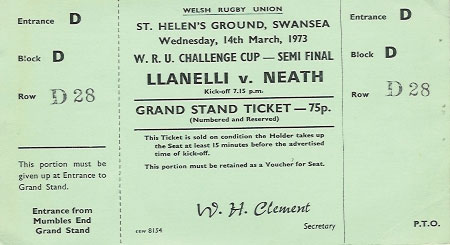 Entrance D
Block D
Row D 28
This portion must be
given up at Entrance to
Grand Stand.
Entrance from
Mumbles End
Grand Stand
WELSH RUGBY UNION
ST. HELEN'S GROUND, SWANSEA
Wednesday, 14th March, 1973
W. R. U. CHALLENGE CUP — SEMI FINAL
LLANELLI v. NEATH
Kick-off 7.15 p.m.
GRAND STAND TICKET — 75p.
(Numbered and Reserved)
This Ticket is sold on condition the Holder takes up
the Seat at least 15 minutes before the advertised
time of kick-off.
This portion must be retained as a Voucher for Seat.
W. H. Clement
Secretary
cow 8154
Entrance D
Block D
Row D 28
P.T.O.